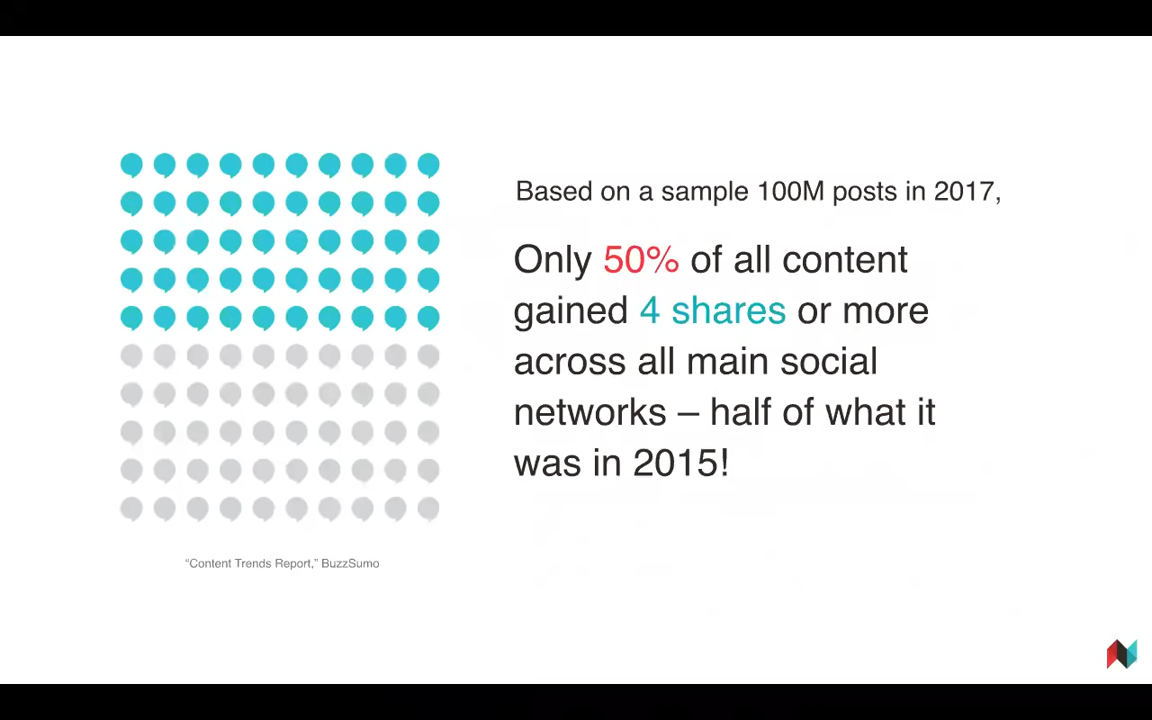 Based on a sample 100M posts in 2017,
Only 50% of all content
gained 4 shares or more
across all main social
networks – half of what it
was in 2015!
“Content Trends Report,” BuzzSumo